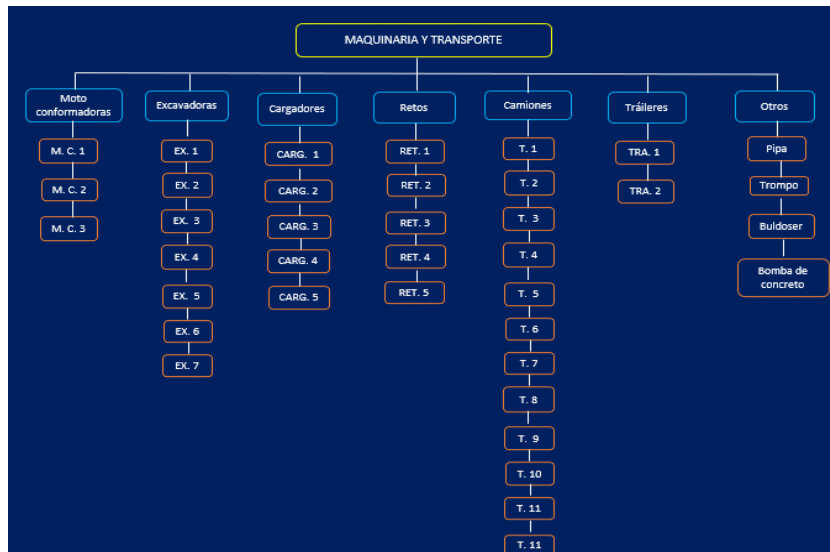 MAQUINARIA Y TRANSPORTE
Moto
conformadoras
M. C. 1
M. C. 2
M. C. 3
Excavadoras
EX. 1
EX. 2
EX. 3
EX. 4
EX. 5
EX. 6
EX. 7
Cargadores
CARG. 1
CARG. 2
CARG. 3
CARG. 4
CARG. 5
Retos
RET. 1
RET. 2
RET. 3
RET. 4
RET. 5
Camiones
T. 1
T. 2
T. 3
T. 4
T. 5
T. 6
T. 7
T. 8
T. 9
T. 10
T. 11
T. 11
Tráileres
TRA. 1
TRA. 2
Otros
Pipa
Trompo
Buldoser
Bomba de
concreto